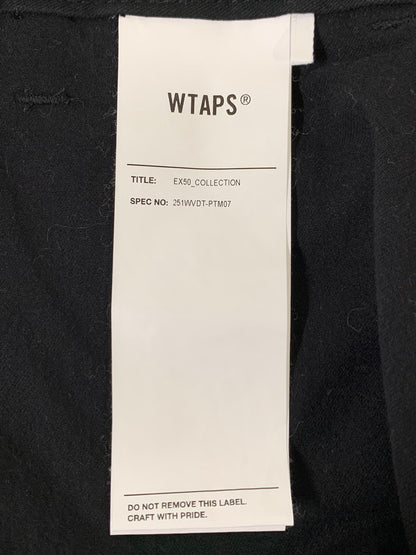 WTAPS®
TITLE: EX50_COLLECTION
SPEC NO: 251WVDT-PTM07
DO NOT REMOVE THIS LABEL.
CRAFT WITH PRIDE.